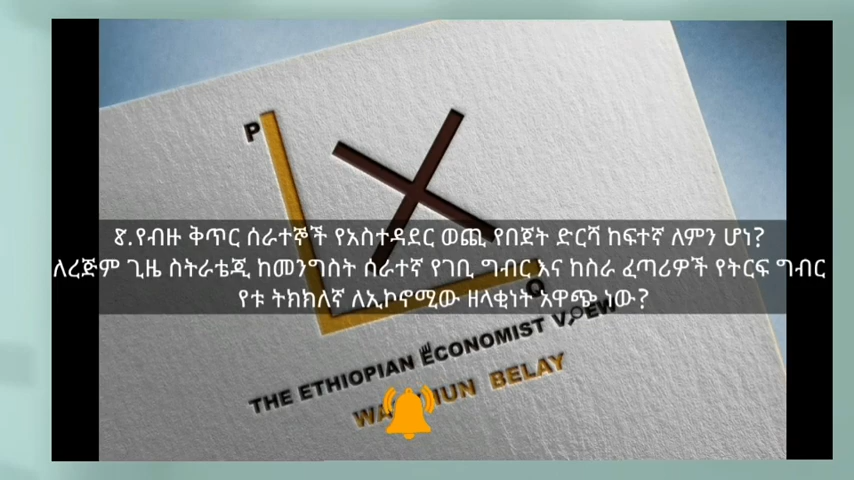 P
፰.የብዙ ቅጥር ሰራተኞች የአስተዳደር ወጪ የበጀት ድርሻ ከፍተኛ ለምን ሆነ?
ለረጅም ጊዜ ስትራቴጂ ከመንግስት ሰራተኛ የገቢ ግብር እና ከስራ ፈጣሪዎች የትርፍ ግብር
የቱ ትክክለኛ ለኢኮኖሚው ዘላቂነት አዋጭ ነው?
Q
THE ETHIOPIAN ECONOMIST VIEW
BELAY